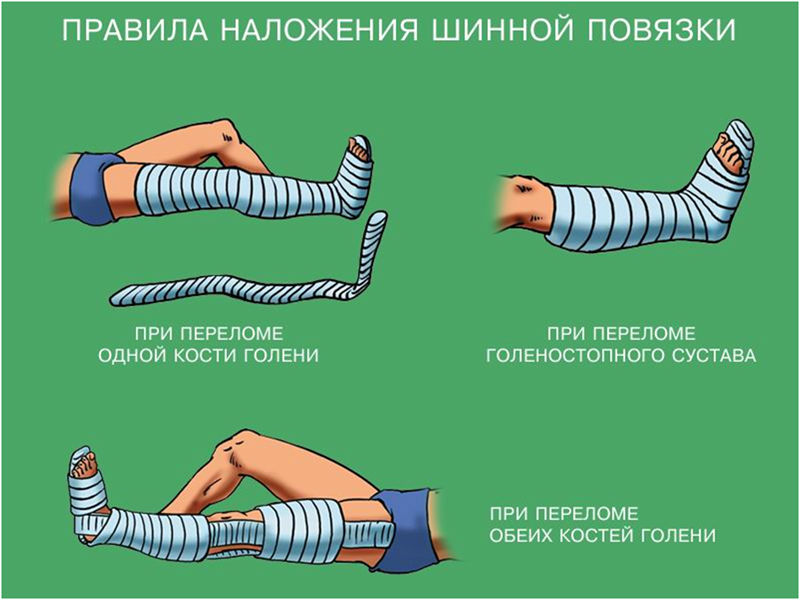 ПРАВИЛА НАЛОЖЕНИЯ ШИННОЙ ПОВЯЗКИ
ПРИ ПЕРЕЛОМЕ
ОДНОЙ КОСТИ ГОЛЕНИ
ПРИ ПЕРЕЛОМЕ
ГОЛЕНОСТОПНОГО СУСТАВА
ПРИ ПЕРЕЛОМЕ
ОБЕИХ КОСТЕЙ ГОЛЕНИ